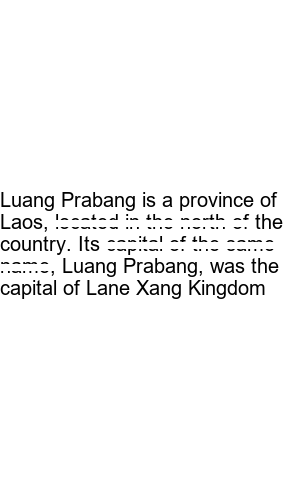 Luang Prabang is a province of
Laos, located in the north of the
country. Its capital of the same
name, Luang Prabang, was the
capital of Lane Xang Kingdom